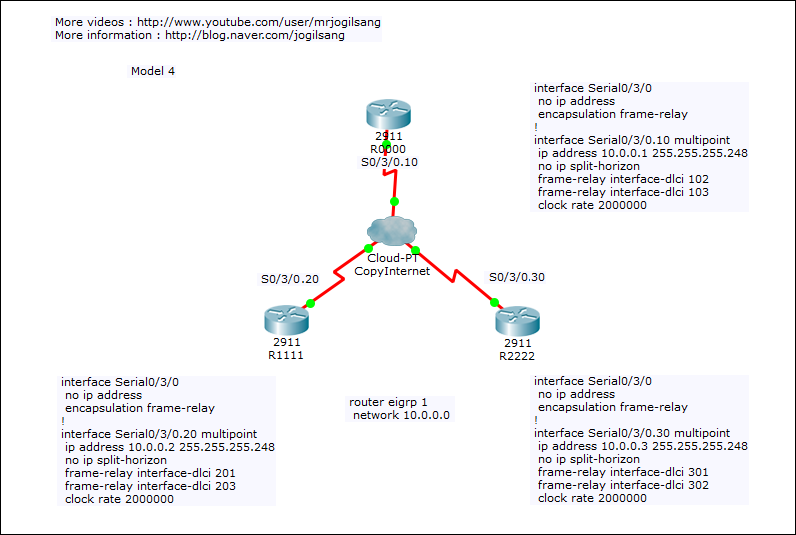 More videos : http://www.youtube.com/user/mrjogilsang
More information : http://blog.naver.com/jogilsang
Model 4
interface Serial0/3/0
no ip address
encapsulation frame-relay
!
interface Serial0/3/0.10 multipoint
ip address 10.0.0.1 255.255.255.248
no ip split-horizon
frame-relay interface-dlci 102
frame-relay interface-dlci 103
clock rate 2000000
2911
R0000
S0/3/0.10
Cloud-PT
CopyInternet
S0/3/0.20
S0/3/0.30
2911
R1111
2911
R2222
interface Serial0/3/0
no ip address
encapsulation frame-relay
!
interface Serial0/3/0.20 multipoint
ip address 10.0.0.2 255.255.255.248
no ip split-horizon
frame-relay interface-dlci 201
frame-relay interface-dlci 203
clock rate 2000000
router eigrp 1
network 10.0.0.0
interface Serial0/3/0
no ip address
encapsulation frame-relay
!
interface Serial0/3/0.30 multipoint
ip address 10.0.0.3 255.255.255.248
no ip split-horizon
frame-relay interface-dlci 301
frame-relay interface-dlci 302
clock rate 2000000